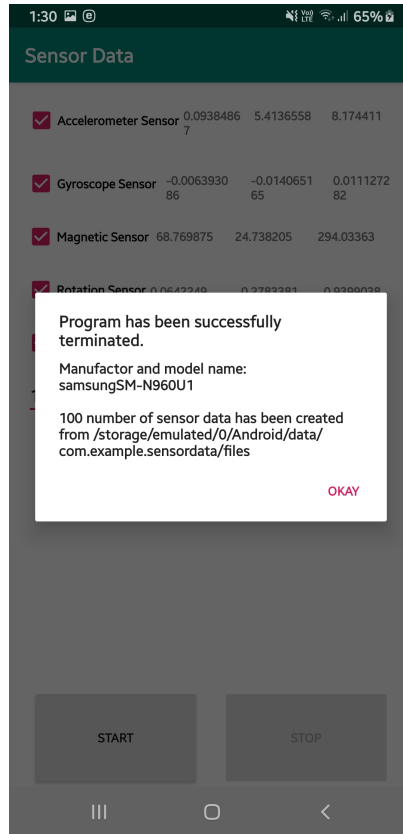 1:30 65%
Sensor Data
Accelerometer Sensor 0.0938486 5.4136558 8.174411
7
Gyroscope Sensor -0.0063930 -0.0140651 0.0111272
86 65 82
Magnetic Sensor 68.769875 24.738205 294.03363
Rotation Sensor 0.0642249 0.2783381 0.9399038
Program has been successfully
terminated.
Manufactor and model name:
samsungSM-N960U1
100 number of sensor data has been created
from /storage/emulated/0/Android/data/
com.example.sensordata/files
OKAY
START STOP